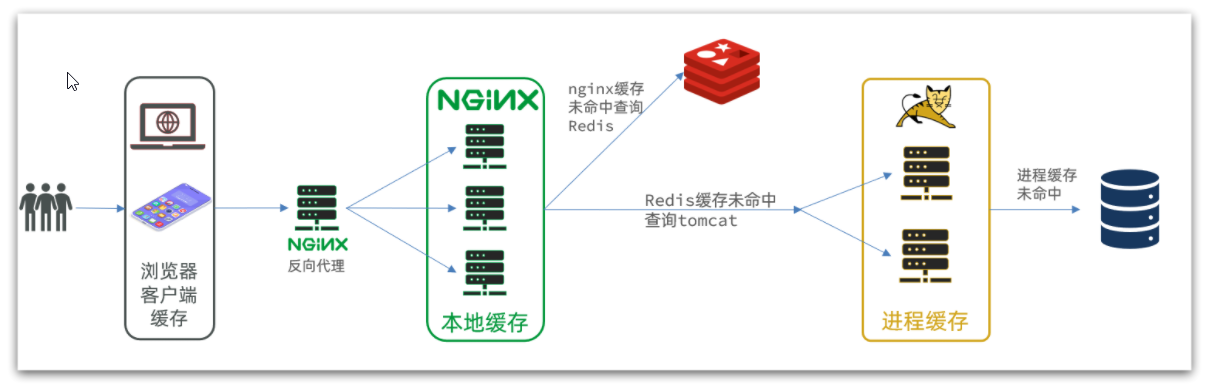 浏览器
客户端
缓存
NGINX
反向代理
NGINX
本地缓存
nginx缓存
未命中查询
Redis
Redis缓存未命中
查询tomcat
进程缓存
进程缓存
未命中